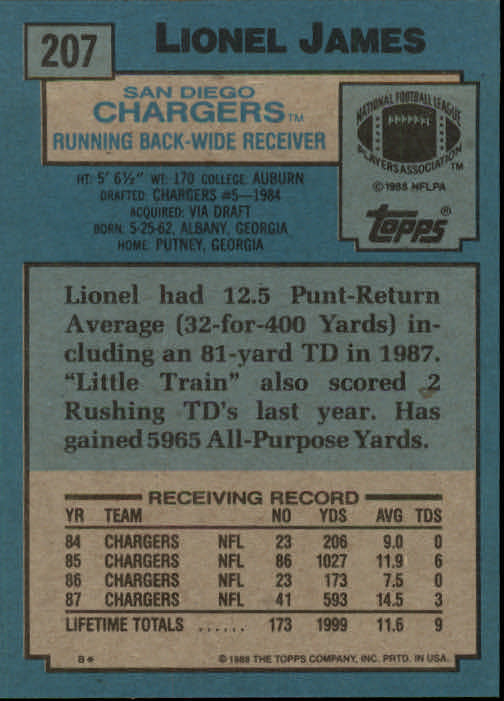 207
LIONEL JAMES
SAN DIEGO
CHARGERS TM
RUNNING BACK-WIDE RECEIVER
NATIONAL FOOTBALL LEAGUE
PLAYERS ASSOCIATION TM
© 1988 NFLPA
topps®
HT: 5' 6½" WT: 170 COLLEGE: AUBURN
DRAFTED: CHARGERS #5—1984
ACQUIRED: VIA DRAFT
BORN: 5-25-62, ALBANY, GEORGIA
HOME: PUTNEY, GEORGIA
Lionel had 12.5 Punt-Return
Average (32-for-400 Yards) in-
cluding an 81-yard TD in 1987.
“Little Train” also scored 2
Rushing TD's last year. Has
gained 5965 All-Purpose Yards.
RECEIVING RECORD
YR TEAM NO YDS AVG TDS
84 CHARGERS NFL 23 206 9.0 0
85 CHARGERS NFL 86 1027 11.9 6
86 CHARGERS NFL 23 173 7.5 0
87 CHARGERS NFL 41 593 14.5 3
LIFETIME TOTALS ...... 173 1999 11.6 9
B* © 1988 THE TOPPS COMPANY, INC. PRTD. IN USA.